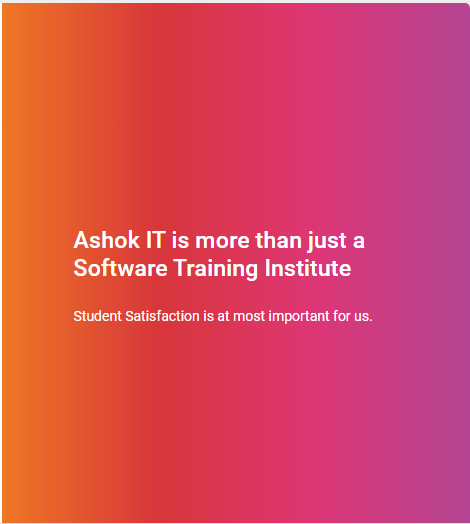 Ashok IT is more than just a
Software Training Institute
Student Satisfaction is at most important for us.